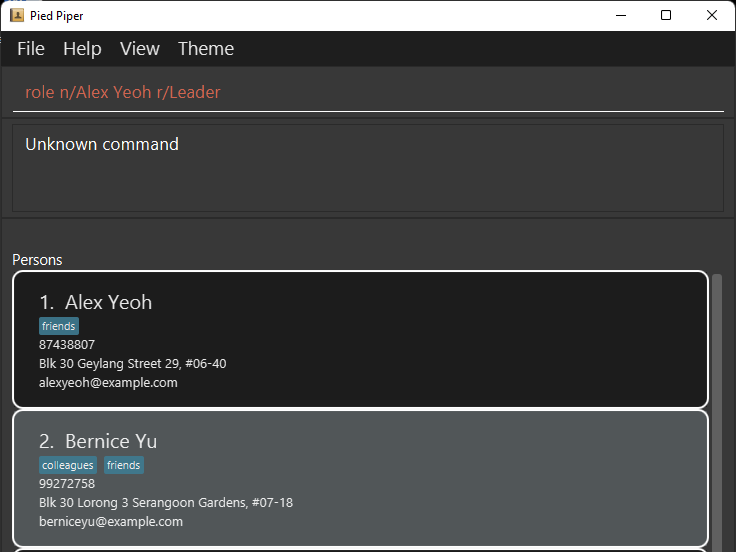 Pied Piper
File Help View Theme
role n/Alex Yeoh r/Leader
Unknown command
Persons
1. Alex Yeoh
friends
87438807
Blk 30 Geylang Street 29, #06-40
alexyeoh@example.com
2. Bernice Yu
colleagues friends
99272758
Blk 30 Lorong 3 Serangoon Gardens, #07-18
berniceyu@example.com